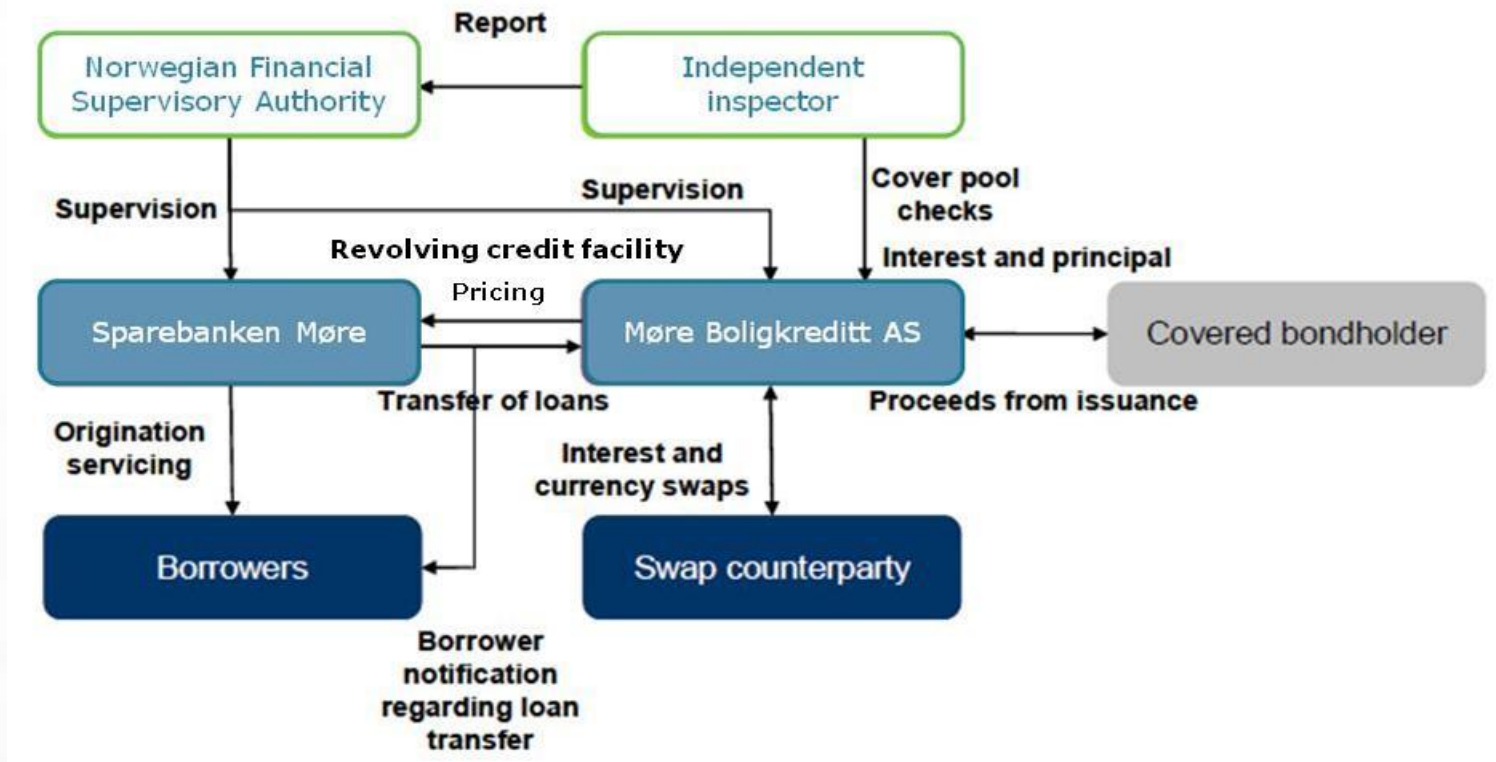 Report
Norwegian Financial
Supervisory Authority
Independent
inspector
Supervision
Supervision
Cover pool
checks
Revolving credit facility
Interest and principal
Pricing
Sparebanken Møre
Møre Boligkreditt AS
Covered bondholder
Transfer of loans
Proceeds from issuance
Origination
servicing
Interest and
currency swaps
Borrowers
Swap counterparty
Borrower
notification
regarding loan
transfer